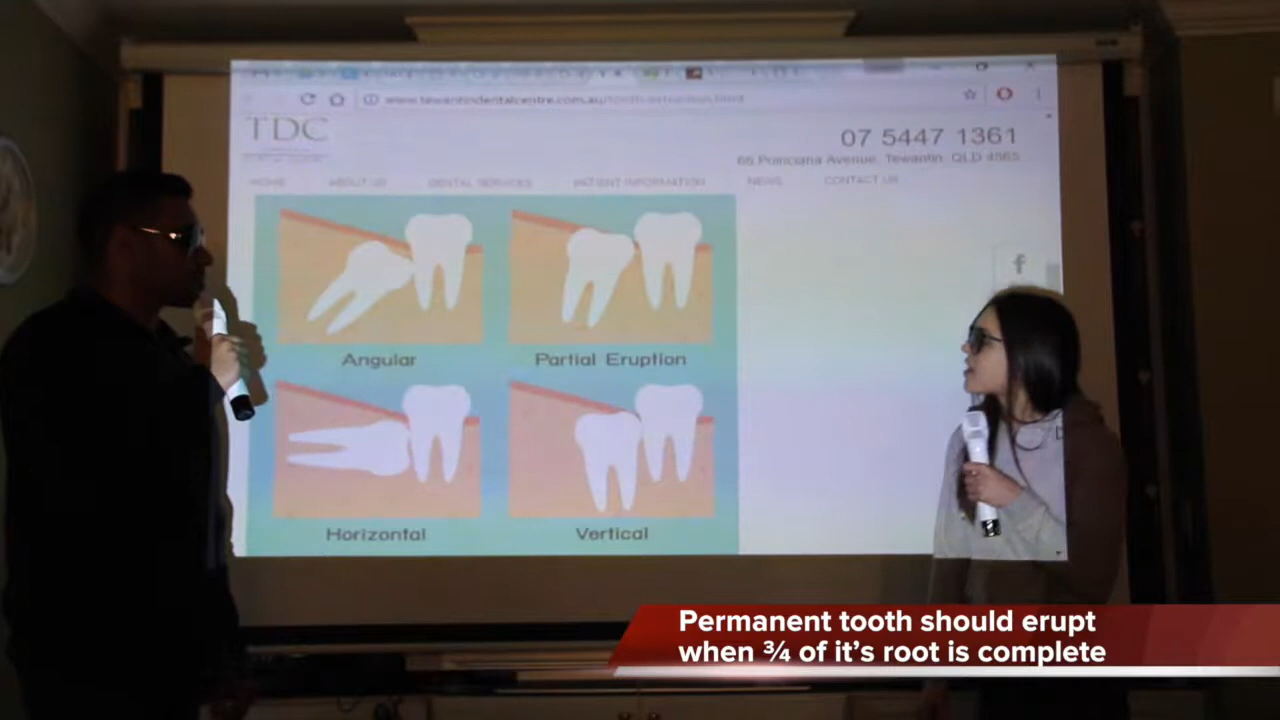 www.tewantindentalcentre.com.au/tooth-extraction.html
TDC
07 5447 1361
66 Poinciana Avenue, Tewantin, QLD 4565
HOME ABOUT US DENTAL SERVICES PATIENT INFORMATION NEWS CONTACT US
f
Angular
Partial Eruption
Horizontal
Vertical
Permanent tooth should erupt
when ¾ of it's root is complete